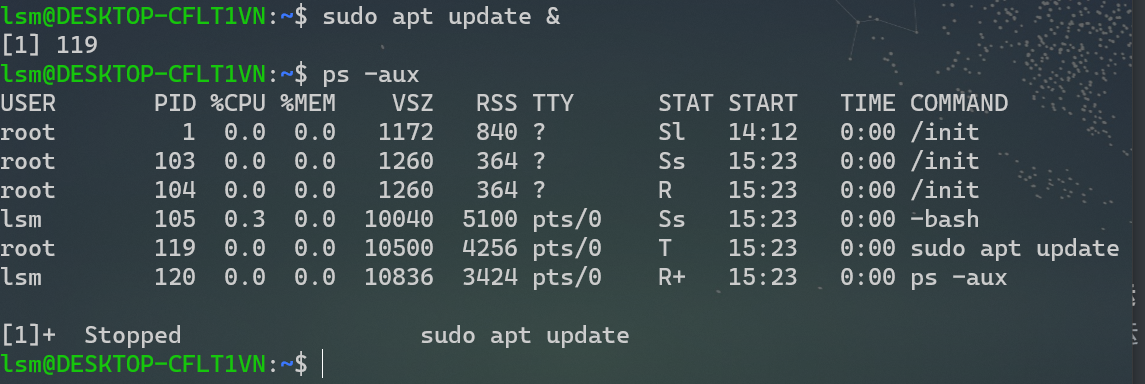 lsm@DESKTOP-CFLT1VN:~$ sudo apt update &
[1] 119
lsm@DESKTOP-CFLT1VN:~$ ps -aux
USER       PID %CPU %MEM    VSZ   RSS TTY      STAT START   TIME COMMAND
root         1  0.0  0.0   1172   840 ?        Sl   14:12   0:00 /init
root       103  0.0  0.0   1260   364 ?        Ss   15:23   0:00 /init
root       104  0.0  0.0   1260   364 ?        R    15:23   0:00 /init
lsm        105  0.3  0.0  10040  5100 pts/0    Ss   15:23   0:00 -bash
root       119  0.0  0.0  10500  4256 pts/0    T    15:23   0:00 sudo apt update
lsm        120  0.0  0.0  10836  3424 pts/0    R+   15:23   0:00 ps -aux
[1]+  Stopped                 sudo apt update
lsm@DESKTOP-CFLT1VN:~$